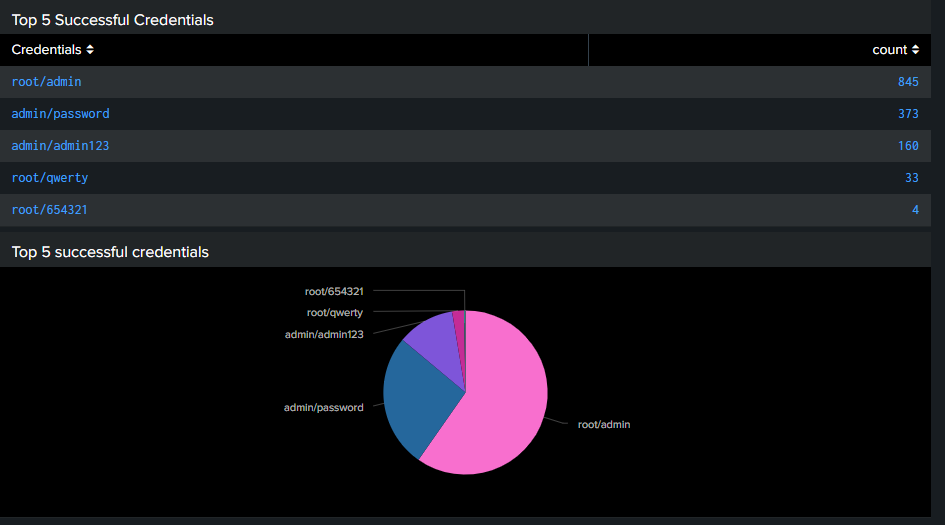 Top 5 Successful Credentials
Credentials count
root/admin 845
admin/password 373
admin/admin123 160
root/qwerty 33
root/654321 4
Top 5 successful credentials
root/654321
root/qwerty
admin/admin123
admin/password
root/admin